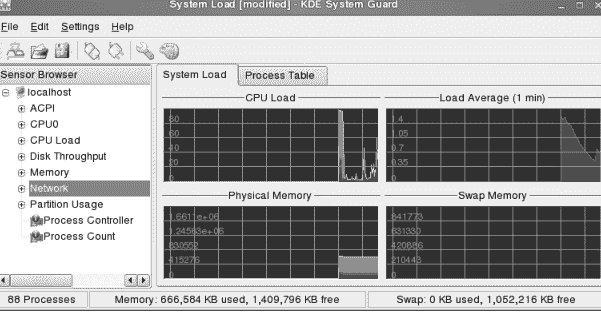 System Load [modified] - KDE System Guard
File Edit Settings Help
Sensor Browser
localhost
ACPI
CPU0
CPU Load
Disk Throughput
Memory
Network
Partition Usage
Process Controller
Process Count
System Load Process Table
CPU Load
80
60
40
20
0
Load Average (1 min)
1.4
1.05
0.7
0.35
0
Physical Memory
1.6611e+06
1.24583e+06
830552
415276
0
Swap Memory
841773
631330
420886
210443
0
88 Processes Memory: 666,584 KB used, 1,409,796 KB free Swap: 0 KB used, 1,052,216 KB free